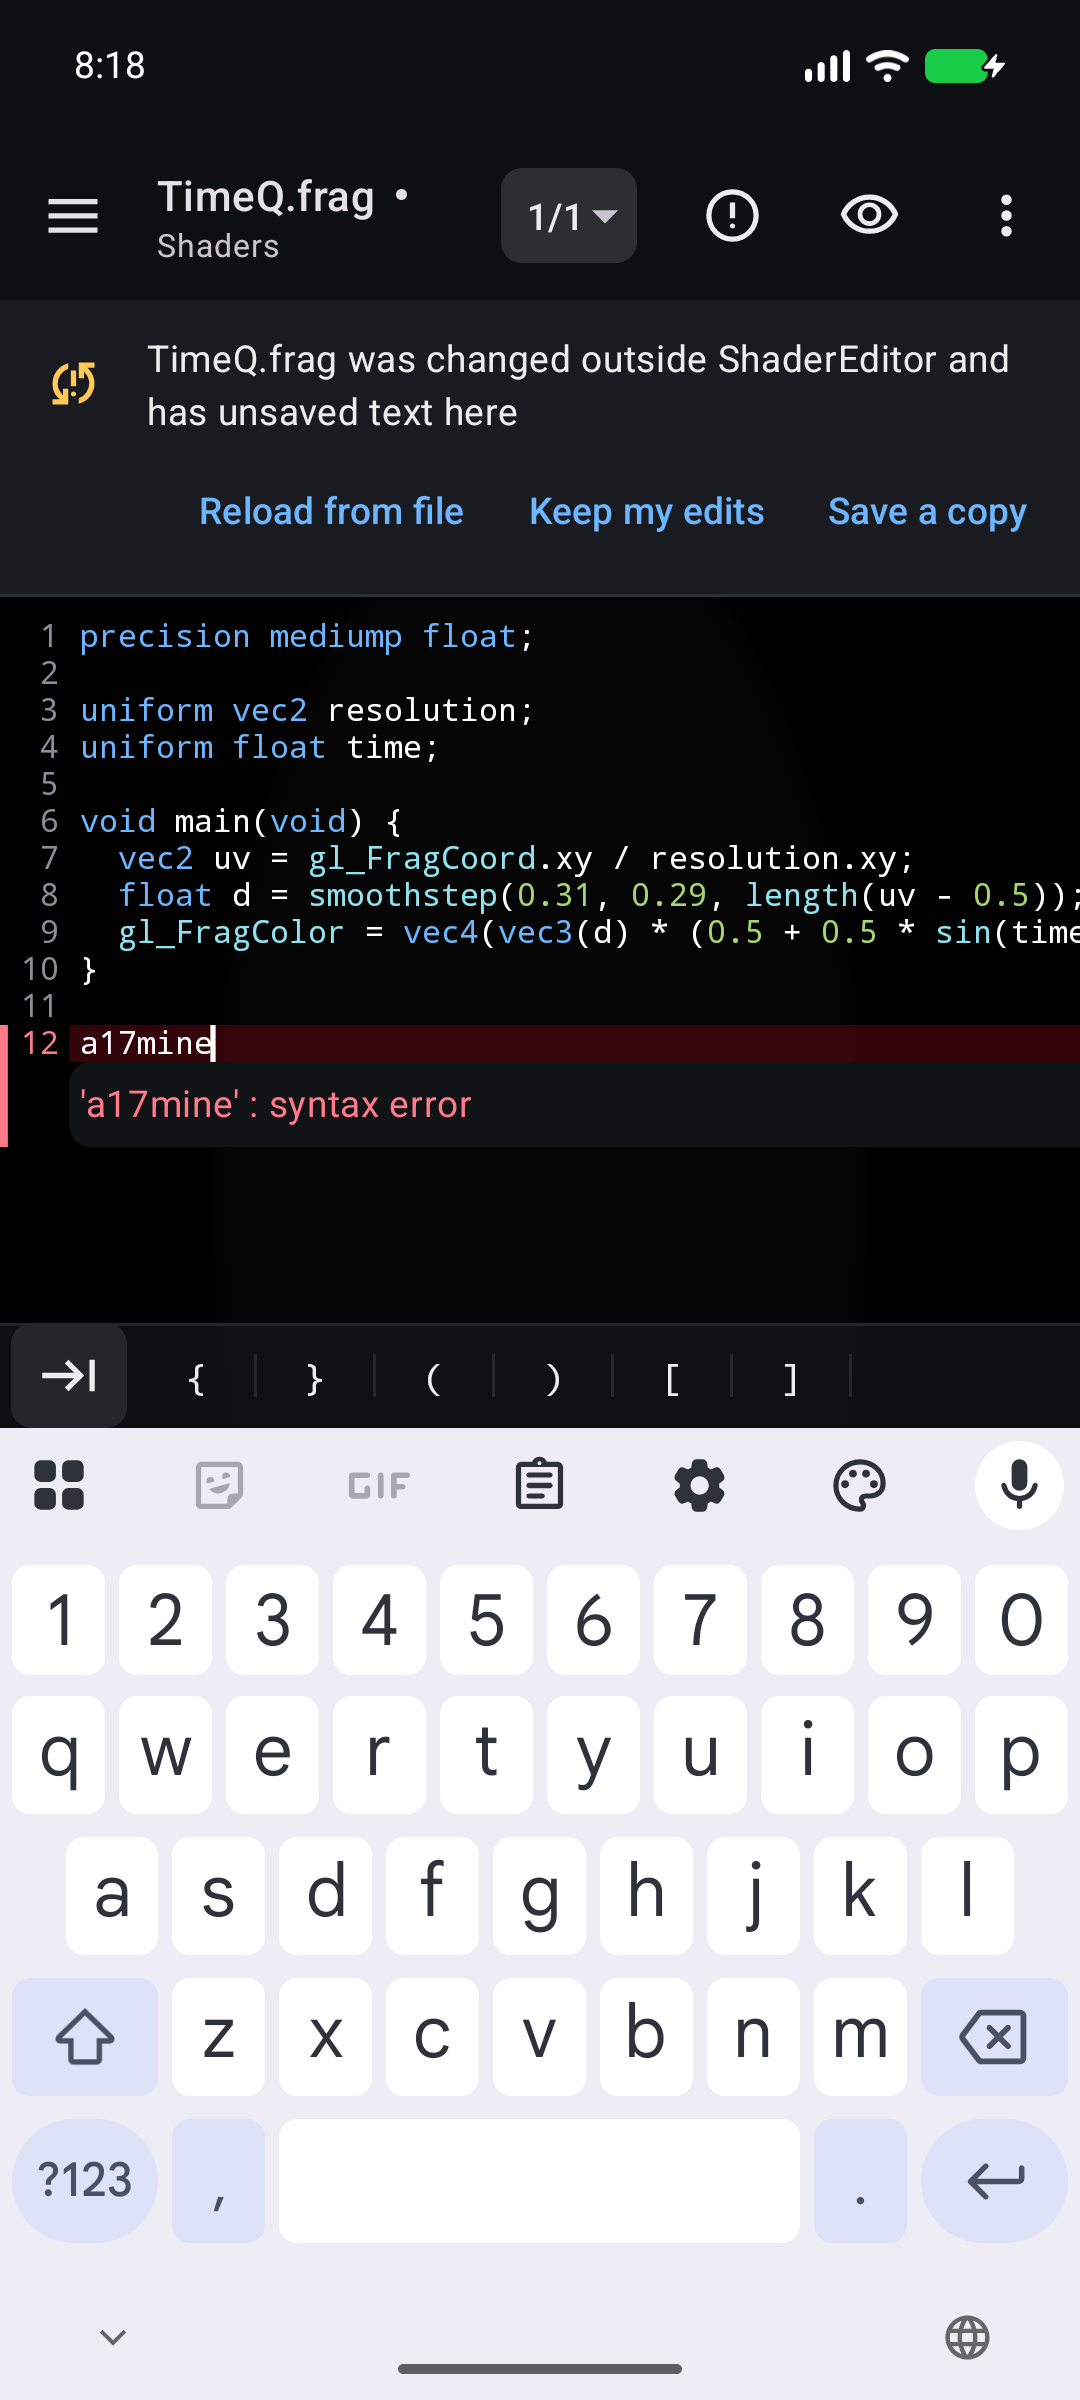 8:18
TimeQ.frag •
Shaders
1/1
TimeQ.frag was changed outside ShaderEditor and
has unsaved text here
Reload from file Keep my edits Save a copy
1 precision mediump float;
2
3 uniform vec2 resolution;
4 uniform float time;
5
6 void main(void) {
7 vec2 uv = gl_FragCoord.xy / resolution.xy;
8 float d = smoothstep(0.31, 0.29, length(uv - 0.5));
9 gl_FragColor = vec4(vec3(d) * (0.5 + 0.5 * sin(time
10 }
11
12 a17mine
'a17mine' : syntax error
{ } ( ) [ ]
GIF
1 2 3 4 5 6 7 8 9 0
q w e r t y u i o p
a s d f g h j k l
z x c v b n m
?123 , .